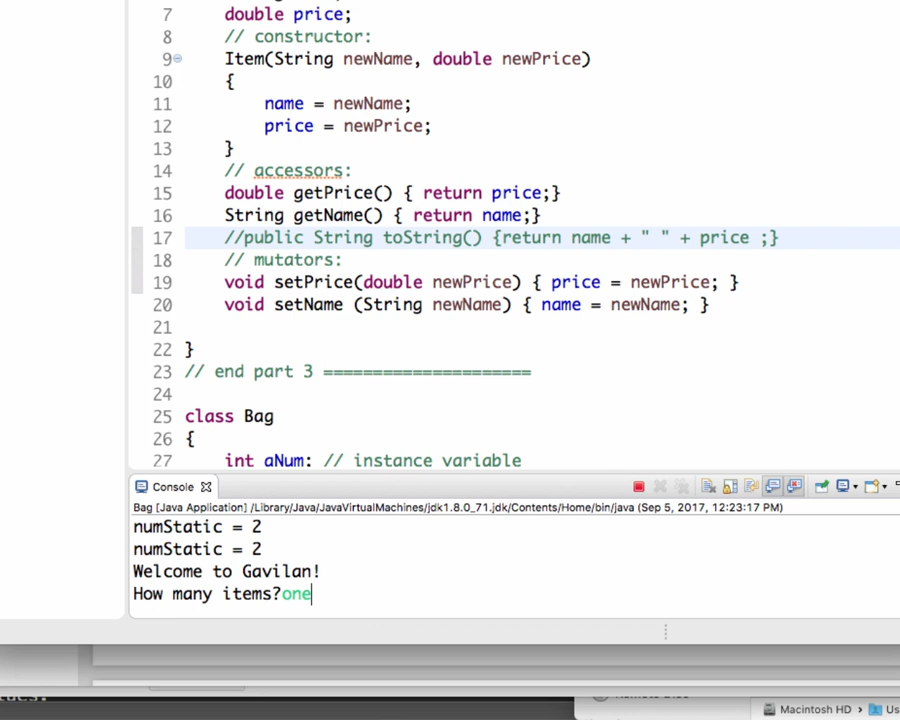 7 double price;
8 // constructor:
9 Item(String newName, double newPrice)
10 {
11 name = newName;
12 price = newPrice;
13 }
14 // accessors:
15 double getPrice() { return price;}
16 String getName() { return name;}
17 //public String toString() {return name + " " + price ;}
18 // mutators:
19 void setPrice(double newPrice) { price = newPrice; }
20 void setName (String newName) { name = newName; }
21
22 }
23 // end part 3 =====================
24
25 class Bag
26 {
27 int aNum; // instance variable
Console
Bag [Java Application] /Library/Java/JavaVirtualMachines/jdk1.8.0_71.jdk/Contents/Home/bin/java (Sep 5, 2017, 12:23:17 PM)
numStatic = 2
numStatic = 2
Welcome to Gavilan!
How many items?one
Macintosh HD › Us